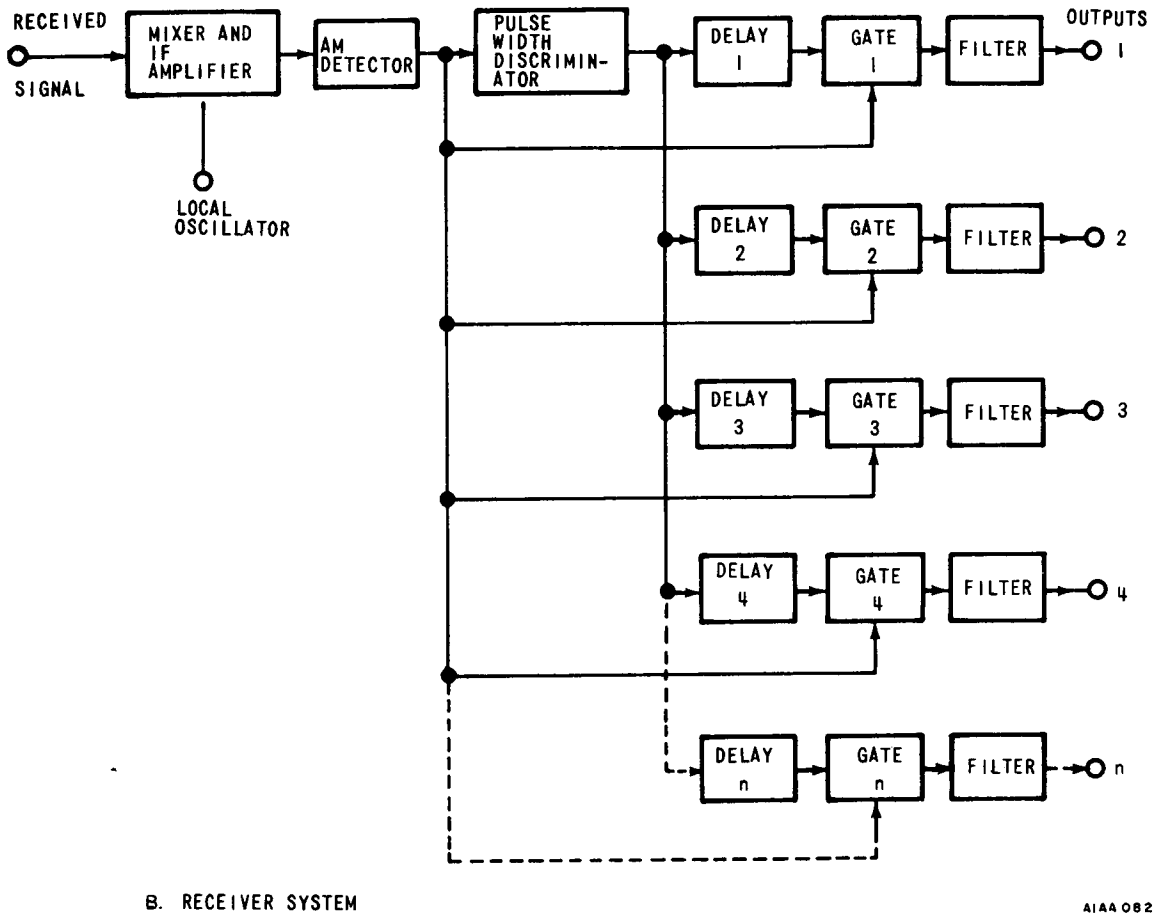 RECEIVED
SIGNAL
MIXER AND
IF
AMPLIFIER
LOCAL
OSCILLATOR
AM
DETECTOR
PULSE
WIDTH
DISCRIMIN-
ATOR
DELAY
1
GATE
1
FILTER
OUTPUTS
1
DELAY
2
GATE
2
FILTER
2
DELAY
3
GATE
3
FILTER
3
DELAY
4
GATE
4
FILTER
4
DELAY
n
GATE
n
FILTER
n
B. RECEIVER SYSTEM
A1AA082